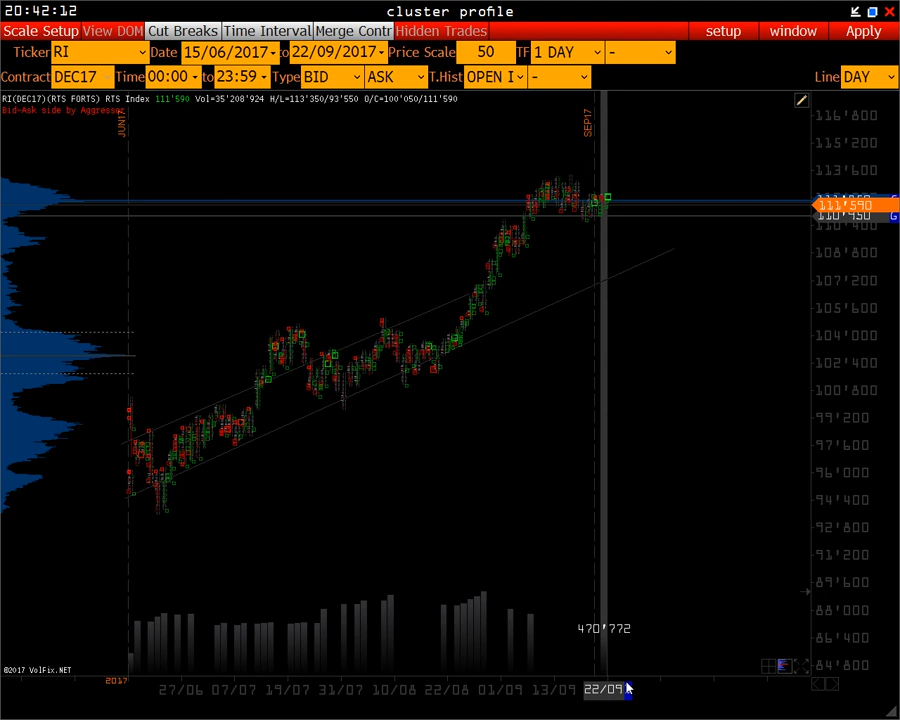 20:42:12 cluster profile
Scale Setup View DOM Cut Breaks Time Interval Merge Contr Hidden Trades setup window Apply
Ticker RI Date 15/06/2017 to 22/09/2017 Price Scale 50 TF 1 DAY -
Contract DEC17 Time 00:00 to 23:59 Type BID ASK T.Hist OPEN I - Line DAY
RI(DEC17)(RTS FORTS) RTS Index 111'590 Vol=35'208'924 H/L=113'350/93'550 O/C=100'050/111'590
Bid-Ask side by Aggressor
JUN17
SEP17
116'800
115'200
113'600
111'590
110'450 G
110'400
108'800
107'200
105'600
104'000
102'400
100'800
99'200
97'600
96'000
94'400
92'800
91'200
89'600
88'000
86'400
84'800
470'772
©2017 VolFix.NET
2017
27/06 07/07 19/07 31/07 10/08 22/08 01/09 13/09 22/09